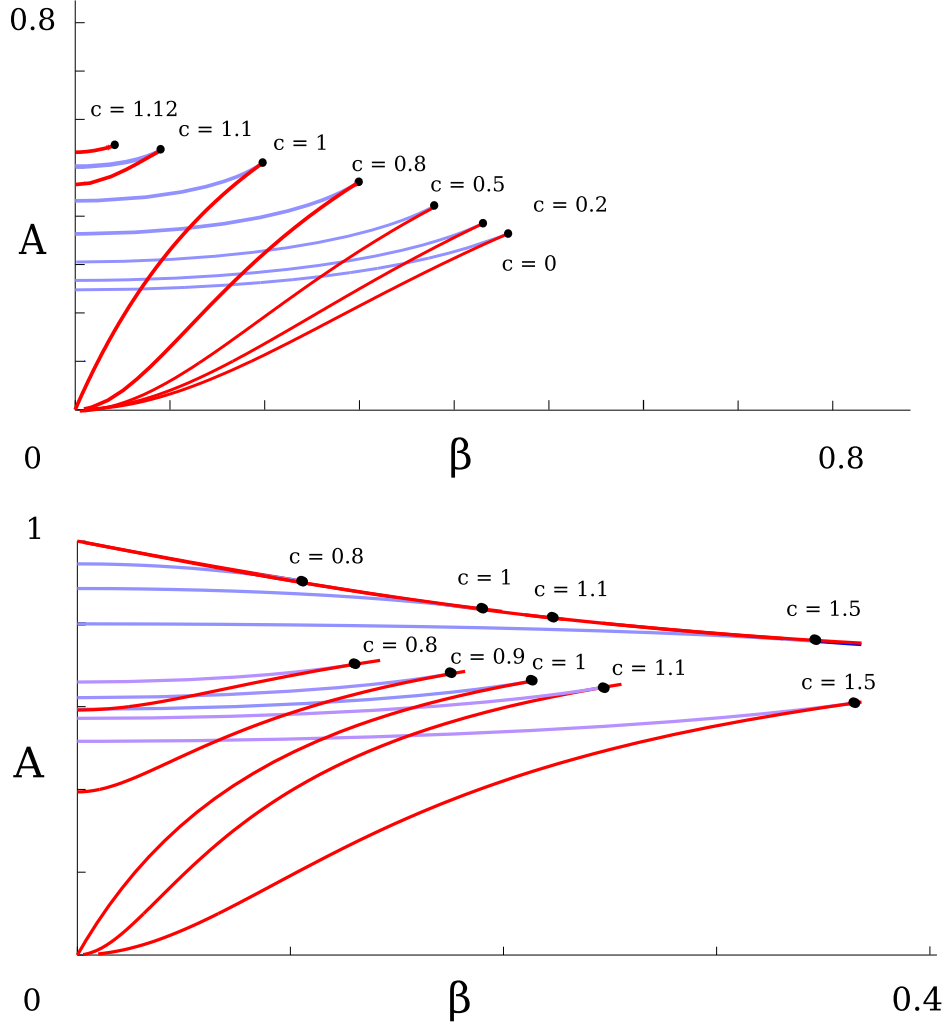 0.8
c = 1.12
c = 1.1
c = 1
c = 0.8
c = 0.5
c = 0.2
A
c = 0
0
β
0.8
1
c = 0.8
c = 1
c = 1.1
c = 1.5
c = 0.8
c = 0.9
c = 1
c = 1.1
c = 1.5
A
0
β
0.4